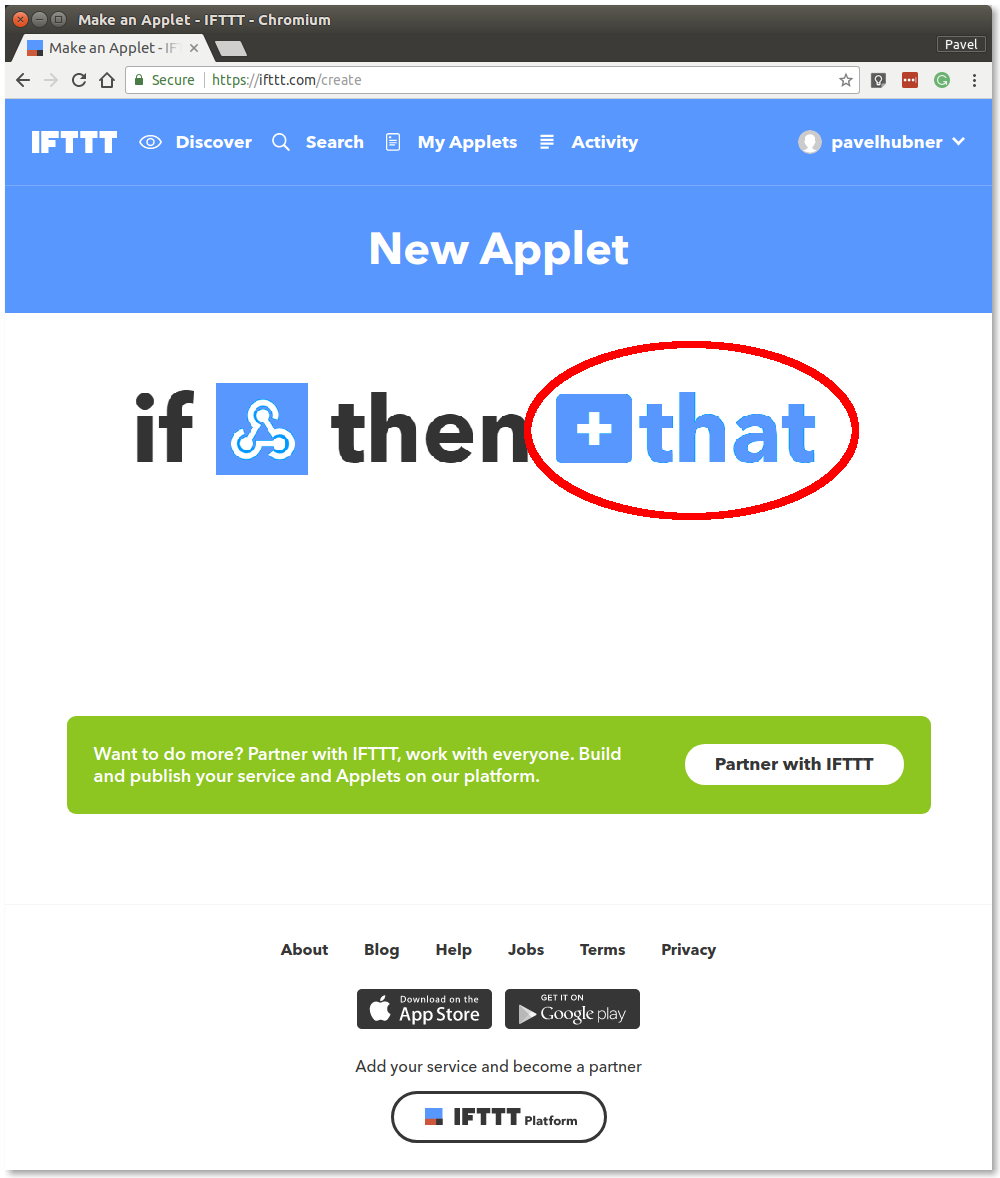 Make an Applet - IFTTT - Chromium
Make an Applet - IF
Pavel
Secure https://ifttt.com/create
IFTTT Discover Search My Applets Activity pavelhubner
New Applet
if then +that
Want to do more? Partner with IFTTT, work with everyone. Build
and publish your service and Applets on our platform.
Partner with IFTTT
About Blog Help Jobs Terms Privacy
Download on the
App Store
GET IT ON
Google play
Add your service and become a partner
IFTTT Platform